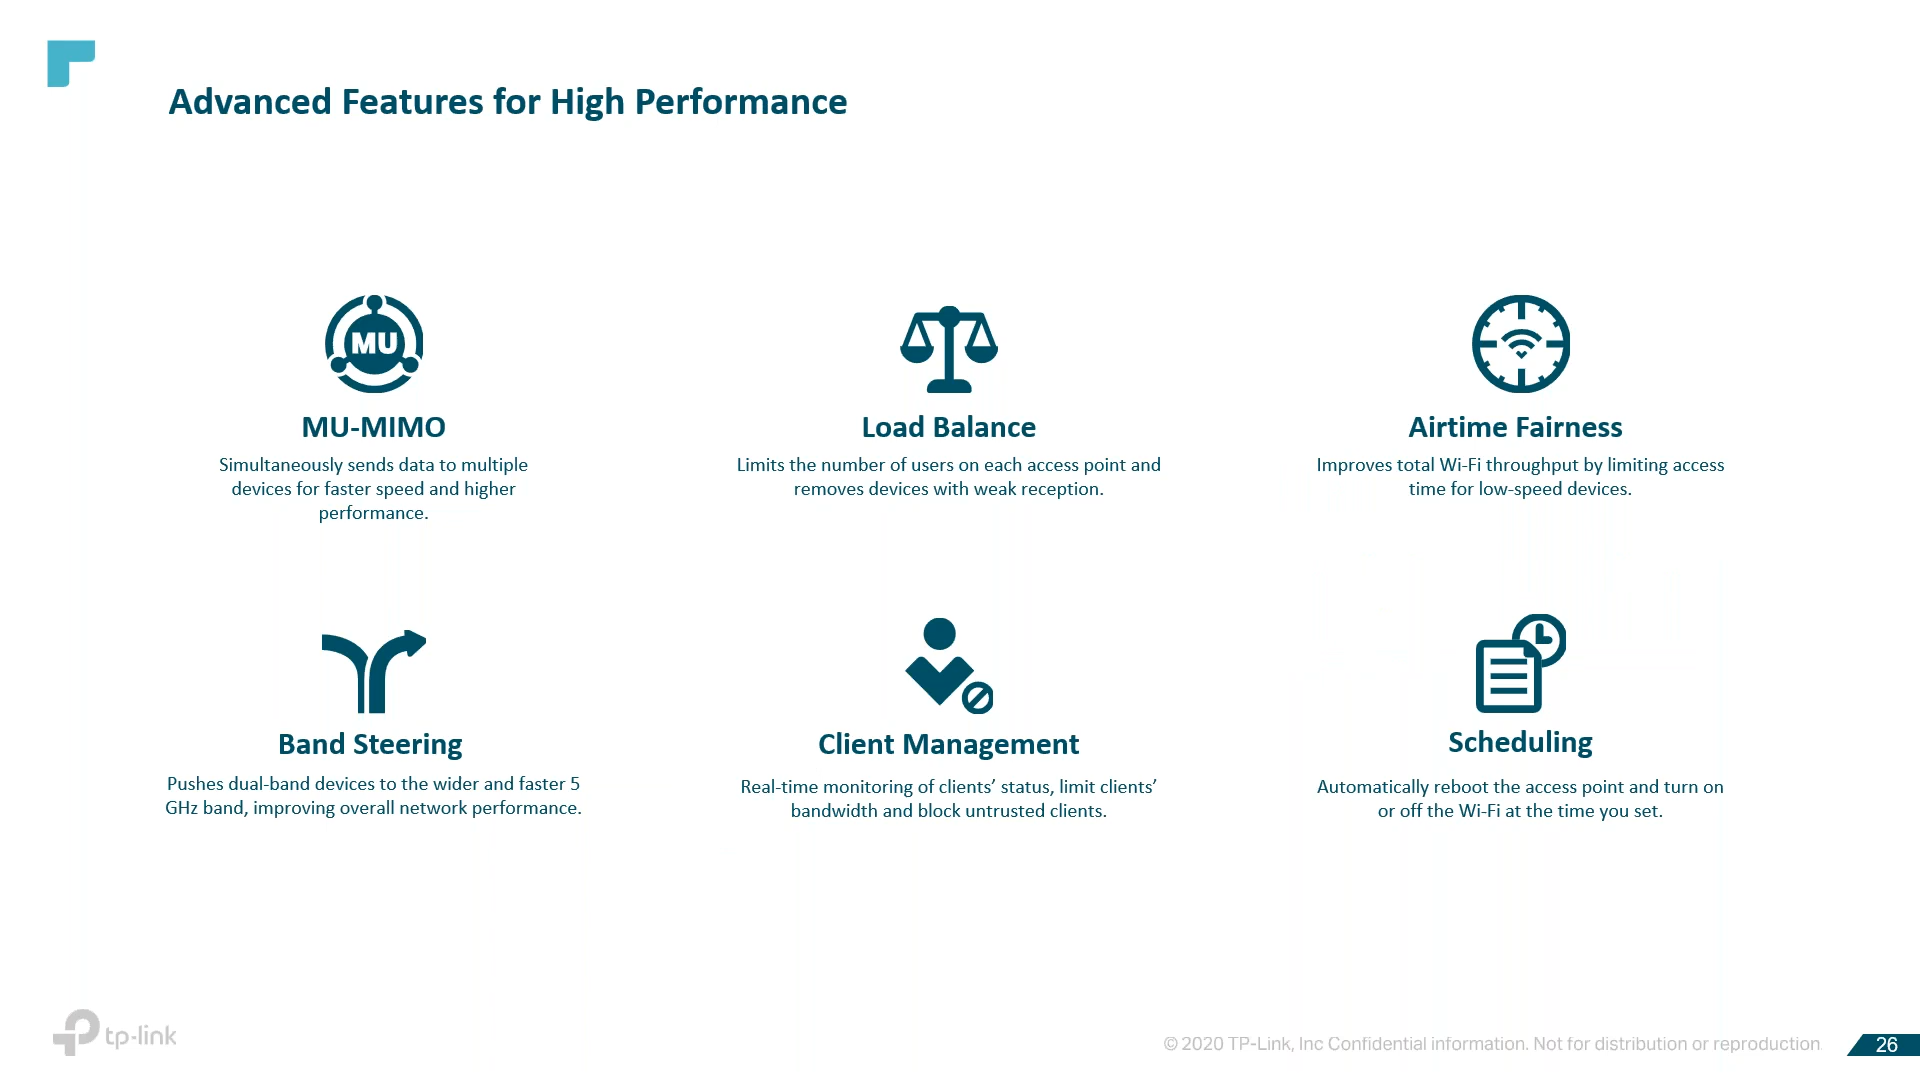 Advanced Features for High Performance
MU
MU-MIMO
Simultaneously sends data to multiple
devices for faster speed and higher
performance.
Load Balance
Limits the number of users on each access point and
removes devices with weak reception.
Airtime Fairness
Improves total Wi-Fi throughput by limiting access
time for low-speed devices.
Band Steering
Pushes dual-band devices to the wider and faster 5
GHz band, improving overall network performance.
Client Management
Real-time monitoring of clients’ status, limit clients’
bandwidth and block untrusted clients.
Scheduling
Automatically reboot the access point and turn on
or off the Wi-Fi at the time you set.
tp-link
© 2020 TP-Link, Inc Confidential information. Not for distribution or reproduction.
26